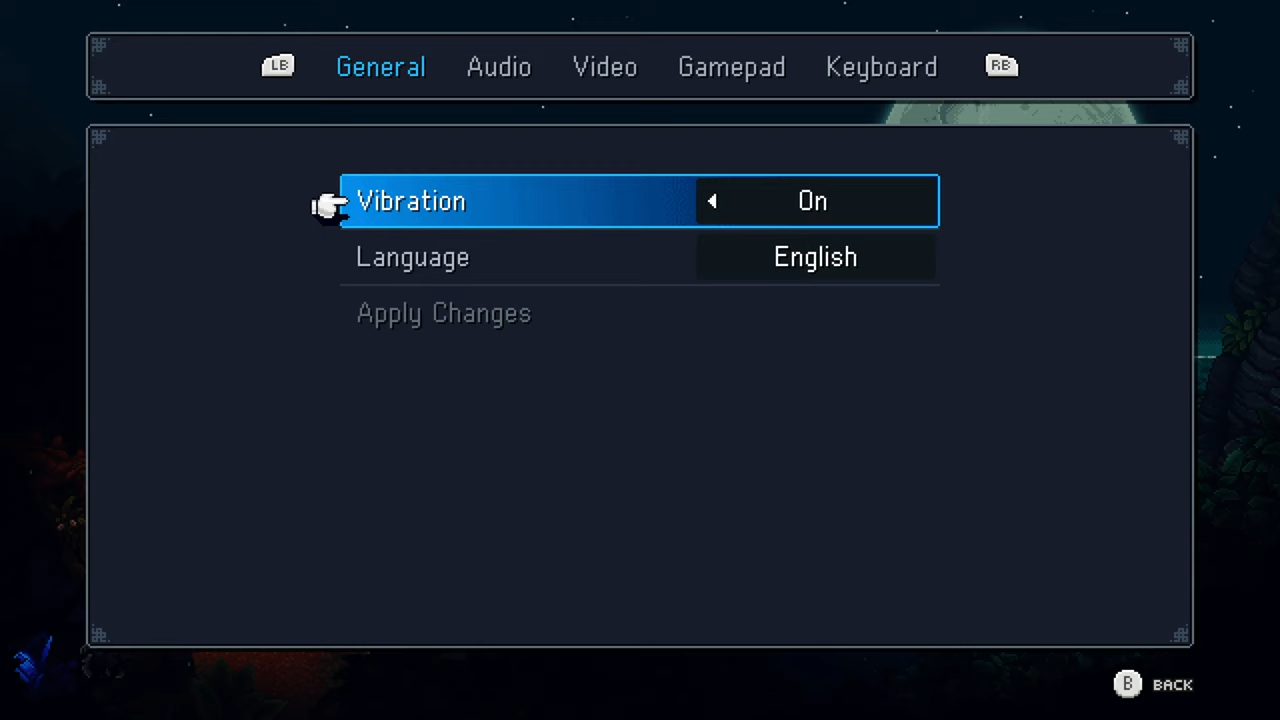 LB General Audio Video Gamepad Keyboard RB
Vibration On
Language English
Apply Changes
B BACK